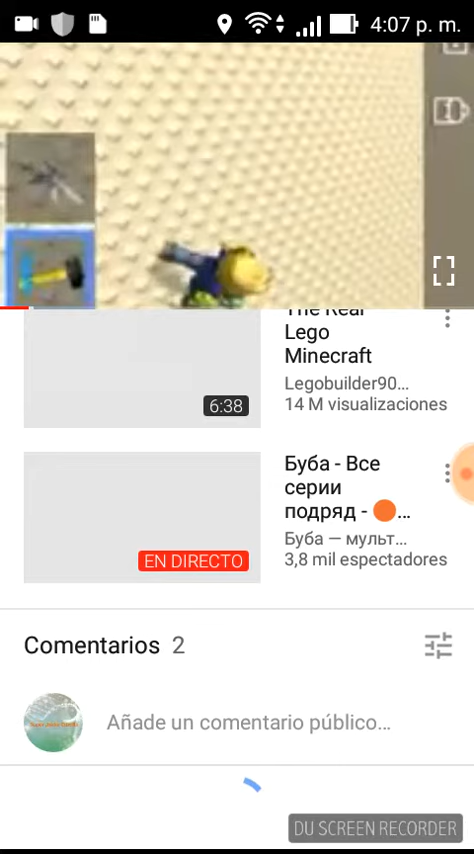 4:07 p. m.
The Real
Lego
Minecraft
Legobuilder90...
14 M visualizaciones
6:38
Буба - Все
серии
подряд - 🟠...
Буба — мульт...
3,8 mil espectadores
EN DIRECTO
Comentarios 2
Añade un comentario público...
DU SCREEN RECORDER